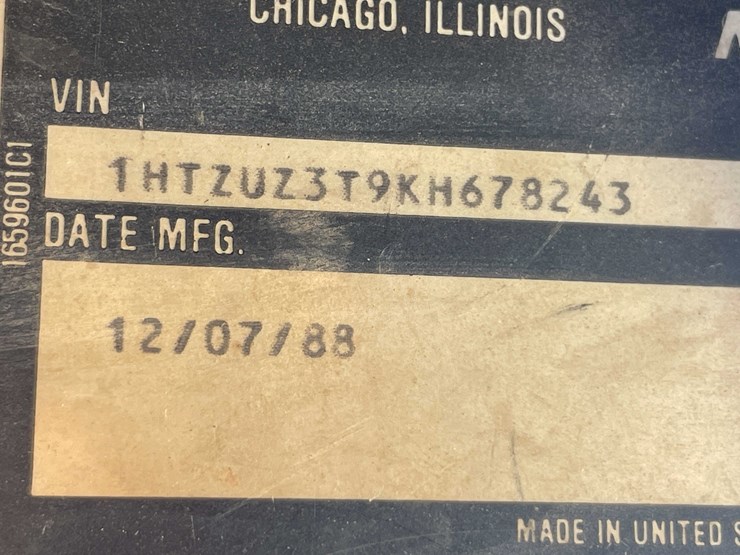 CHICAGO, ILLINOIS
VIN
1HTZUZ3T9KH678243
1659601C1
DATE MFG.
12/07/88
MADE IN UNITED